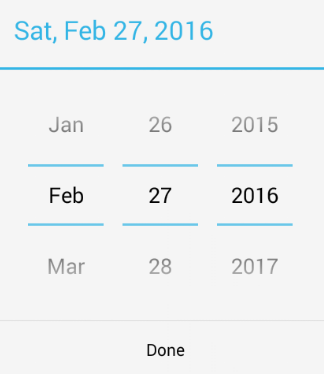 Sat, Feb 27, 2016
Jan 26 2015
Feb 27 2016
Mar 28 2017
Done